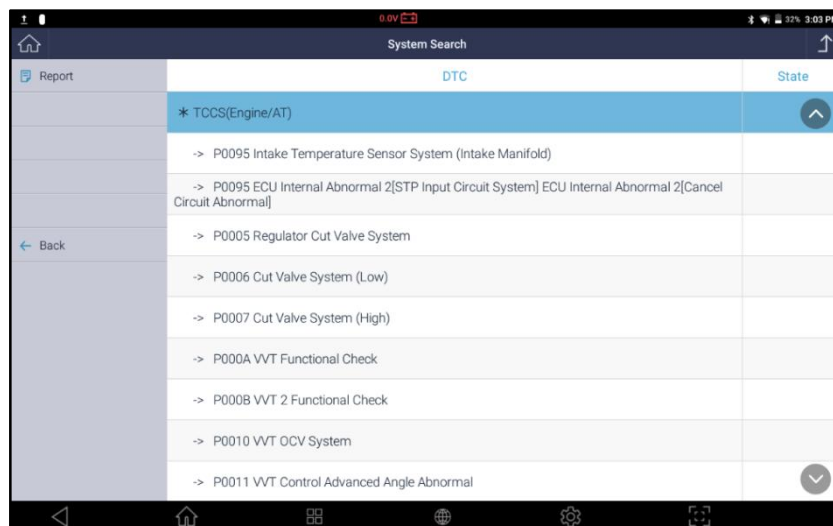 0.0V
32% 3:03 PM
System Search
Report
DTC
State
* TCCS(Engine/AT)
-> P0095 Intake Temperature Sensor System (Intake Manifold)
-> P0095 ECU Internal Abnormal 2[STP Input Circuit System] ECU Internal Abnormal 2[Cancel
Circuit Abnormal]
Back
-> P0005 Regulator Cut Valve System
-> P0006 Cut Valve System (Low)
-> P0007 Cut Valve System (High)
-> P000A VVT Functional Check
-> P000B VVT 2 Functional Check
-> P0010 VVT OCV System
-> P0011 VVT Control Advanced Angle Abnormal